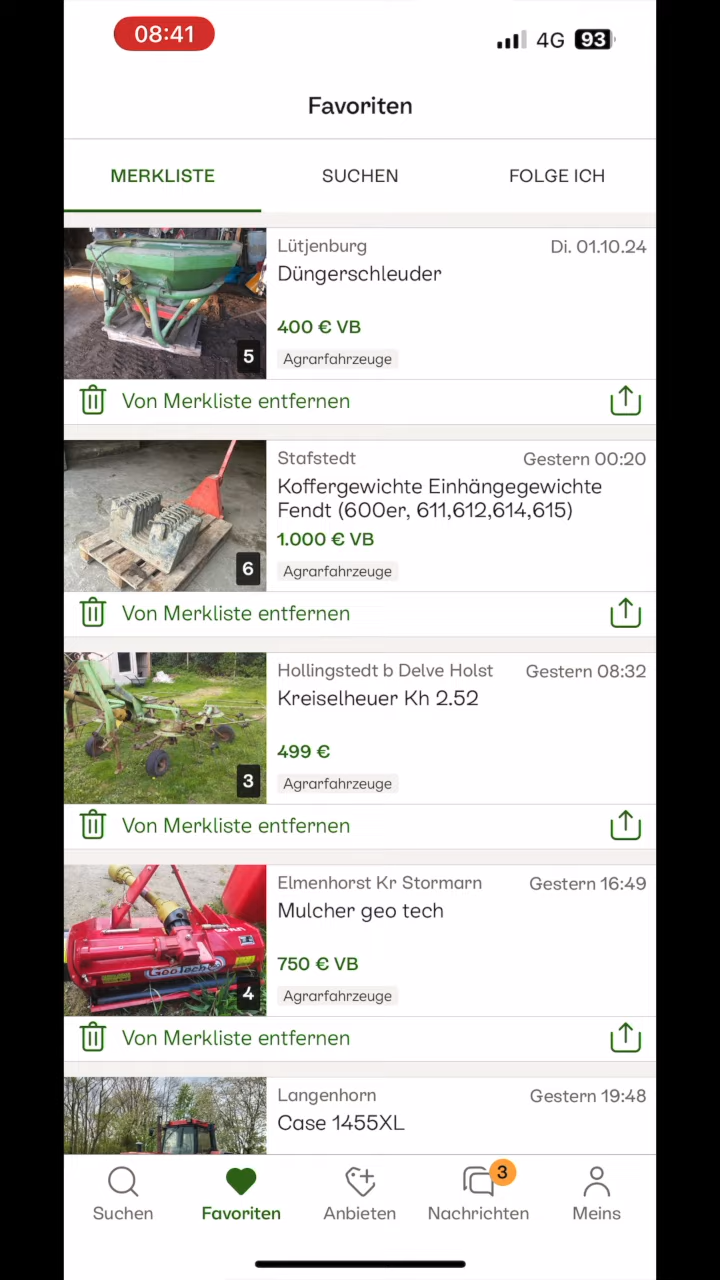 08:41
4G 93
Favoriten
MERKLISTE SUCHEN FOLGE ICH
Lütjenburg Di. 01.10.24
Düngerschleuder
400 € VB
5
Agrarfahrzeuge
Von Merkliste entfernen
Stafstedt Gestern 00:20
Koffergewichte Einhängegewichte
Fendt (600er, 611,612,614,615)
1.000 € VB
6
Agrarfahrzeuge
Von Merkliste entfernen
Hollingstedt b Delve Holst Gestern 08:32
Kreiselheuer Kh 2.52
499 €
3
Agrarfahrzeuge
Von Merkliste entfernen
Elmenhorst Kr Stormarn Gestern 16:49
Mulcher geo tech
750 € VB
GeoTech
4
Agrarfahrzeuge
Von Merkliste entfernen
Langenhorn Gestern 19:48
Case 1455XL
3
Suchen Favoriten Anbieten Nachrichten Meins